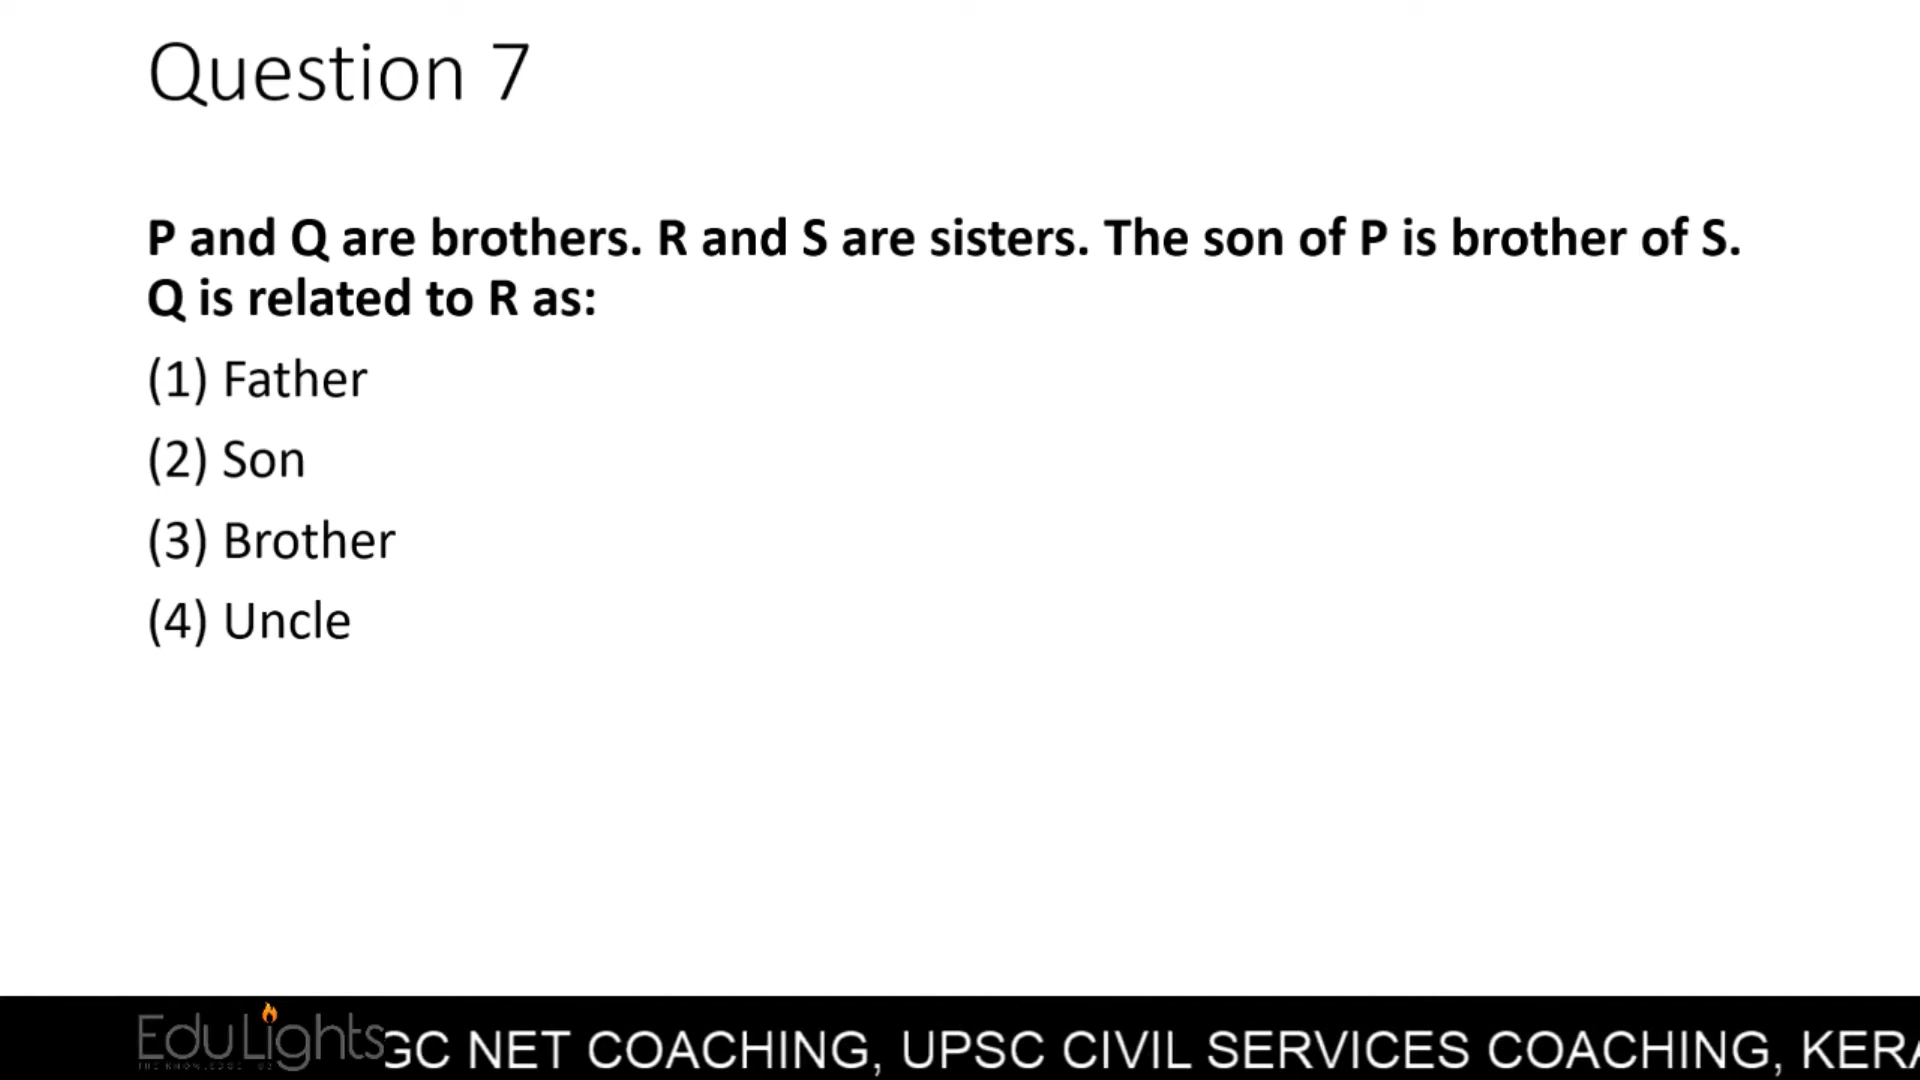 Question 7
P and Q are brothers. R and S are sisters. The son of P is brother of S.
Q is related to R as:
(1) Father
(2) Son
(3) Brother
(4) Uncle
EduLights
GC NET COACHING, UPSC CIVIL SERVICES COACHING, KERA